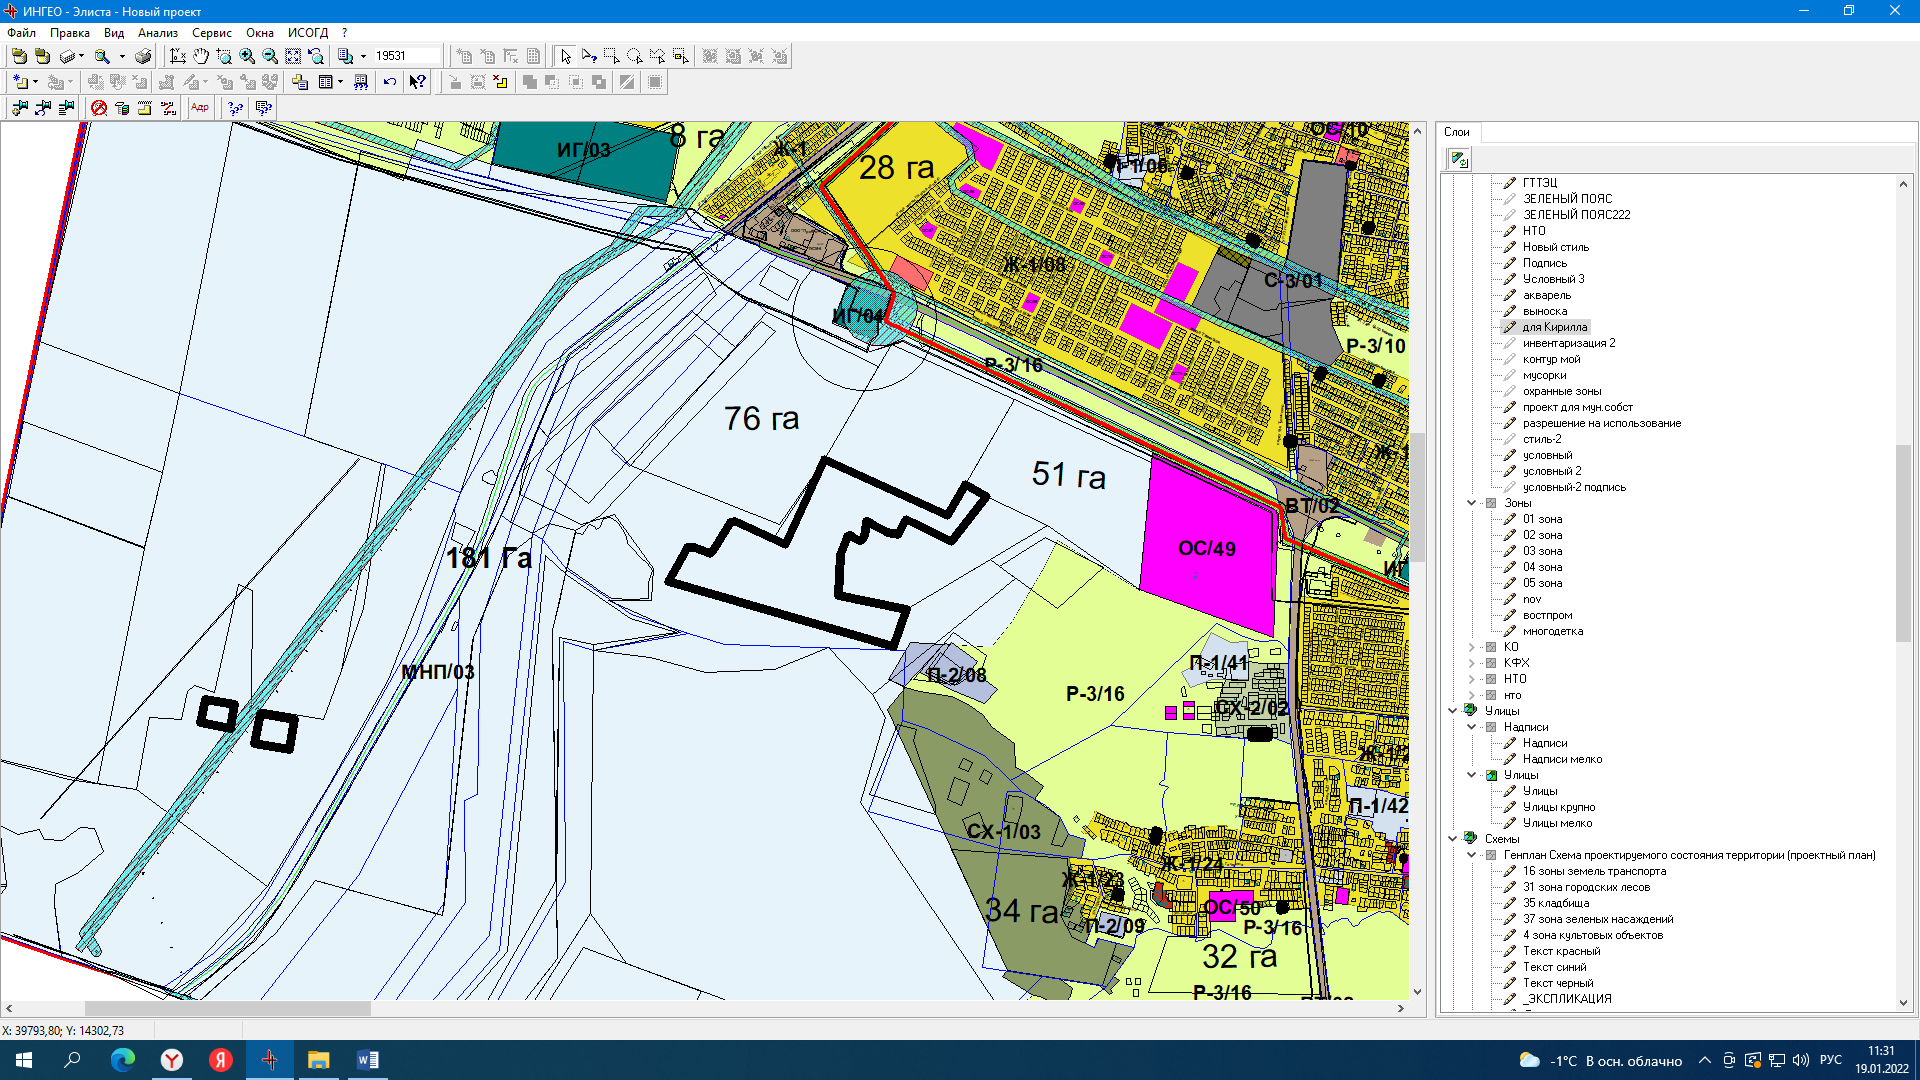 ИНГЕО - Элиста - Новый проект
Файл Правка Вид Анализ Сервис Окна ИСОГД ?
19531
Адр
ИГ/03
8 га
Ж-1
28 га
ОС/10
Ж-1/08
С-3/01
ИГ/04
Р-3/16
Р-3/10
76 га
51 га
ВТ/02
ОС/49
181 Га
МНП/03
П-2/08
П-1/41
Р-3/16
СХ-2/02
П-1/42
СХ-1/03
Ж-1/24
Ж-1/23
34 га
ОС/50
П-2/09
Р-3/16
32 га
Р-3/16
Слои
ГТТЭЦ
ЗЕЛЕНЫЙ ПОЯС
ЗЕЛЕНЫЙ ПОЯС222
НТО
Новый стиль
Подпись
Условный 3
акварель
выноска
для Кирилла
инвентаризация 2
контур мой
мусорки
охранные зоны
проект для мун.собст
разрешение на использование
стиль-2
условный
условный 2
условный-2 подпись
Зоны
01 зона
02 зона
03 зона
04 зона
05 зона
nov
востпром
многодетка
КО
КФХ
НТО
нто
Улицы
Надписи
Надписи
Надписи мелко
Улицы
Улицы
Улицы крупно
Улицы мелко
Схемы
Генплан Схема проектируемого состояния территории (проектный план)
16 зоны земель транспорта
31 зона городских лесов
35 кладбища
37 зона зеленых насаждений
4 зона культовых объектов
Текст красный
Текст синий
Текст черный
_ЭКСПЛИКАЦИЯ
X: 39793,80; Y: 14302,73
-1°C В осн. облачно
РУС
11:31
19.01.2022